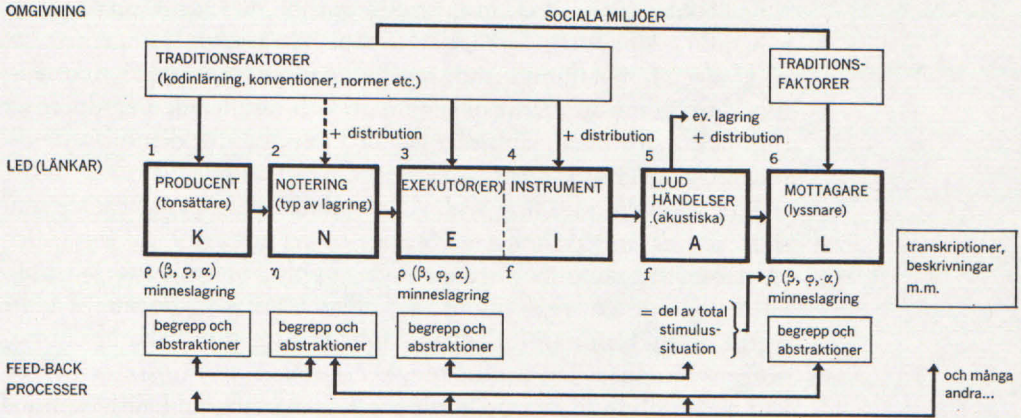 OMGIVNING
SOCIALA MILJÖER
TRADITIONSFAKTORER
(kodinlärning, konventioner, normer etc.)
TRADITIONS-
FAKTORER
+ distribution
+ distribution
ev. lagring
+ distribution
LED (LÄNKAR)
1
PRODUCENT
(tonsättare)
K
2
NOTERING
(typ av lagring)
N
3
EXEKUTÖR(ER)
E
4
INSTRUMENT
I
5
LJUD
HÄNDELSER
(akustiska)
A
6
MOTTAGARE
(lyssnare)
L
transkriptioner,
beskrivningar
m.m.
ρ (β, φ, α)
minneslagring
η
ρ (β, φ, α)
minneslagring
f
f
ρ (β, φ, α)
minneslagring
= del av total
stimulus-
situation
begrepp och
abstraktioner
begrepp och
abstraktioner
begrepp och
abstraktioner
begrepp och
abstraktioner
FEED-BACK
PROCESSER
och många
andra...